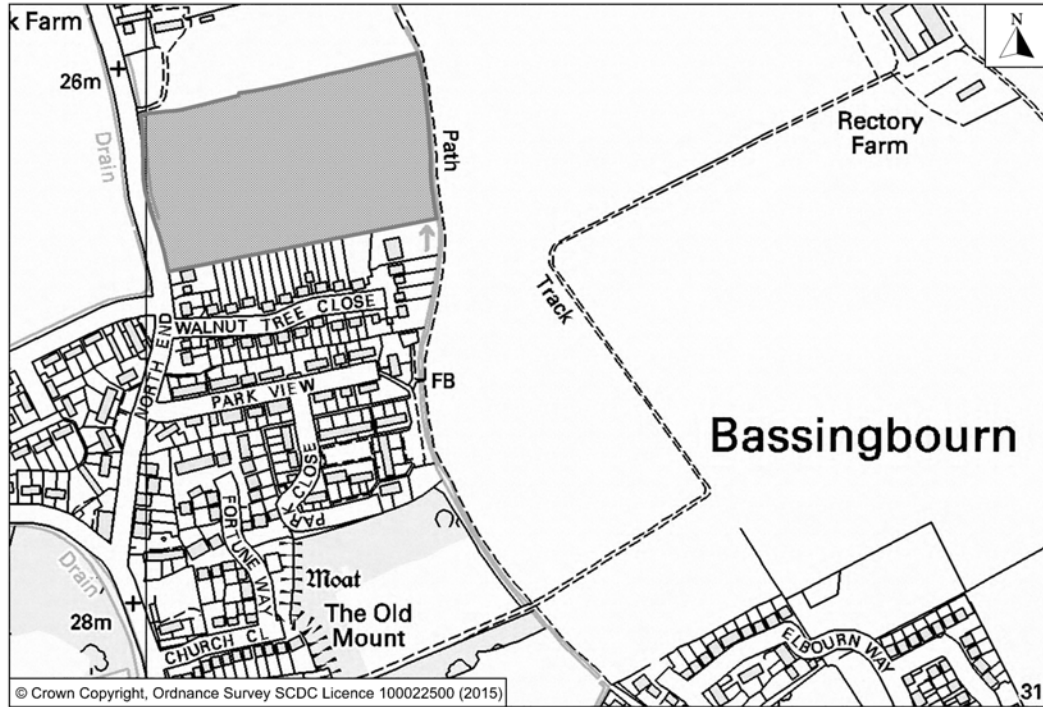 k Farm
N
26m
Drain
Path
Rectory
Farm
Track
WALNUT TREE CLOSE
NORTH END
PARK VIEW
FB
Bassingbourn
PARK CLOSE
FORTUNE WAY
Drain
Moat
28m
The Old
Mount
CHURCH CL
ELBOURN WAY
31
© Crown Copyright, Ordnance Survey SCDC Licence 100022500 (2015)